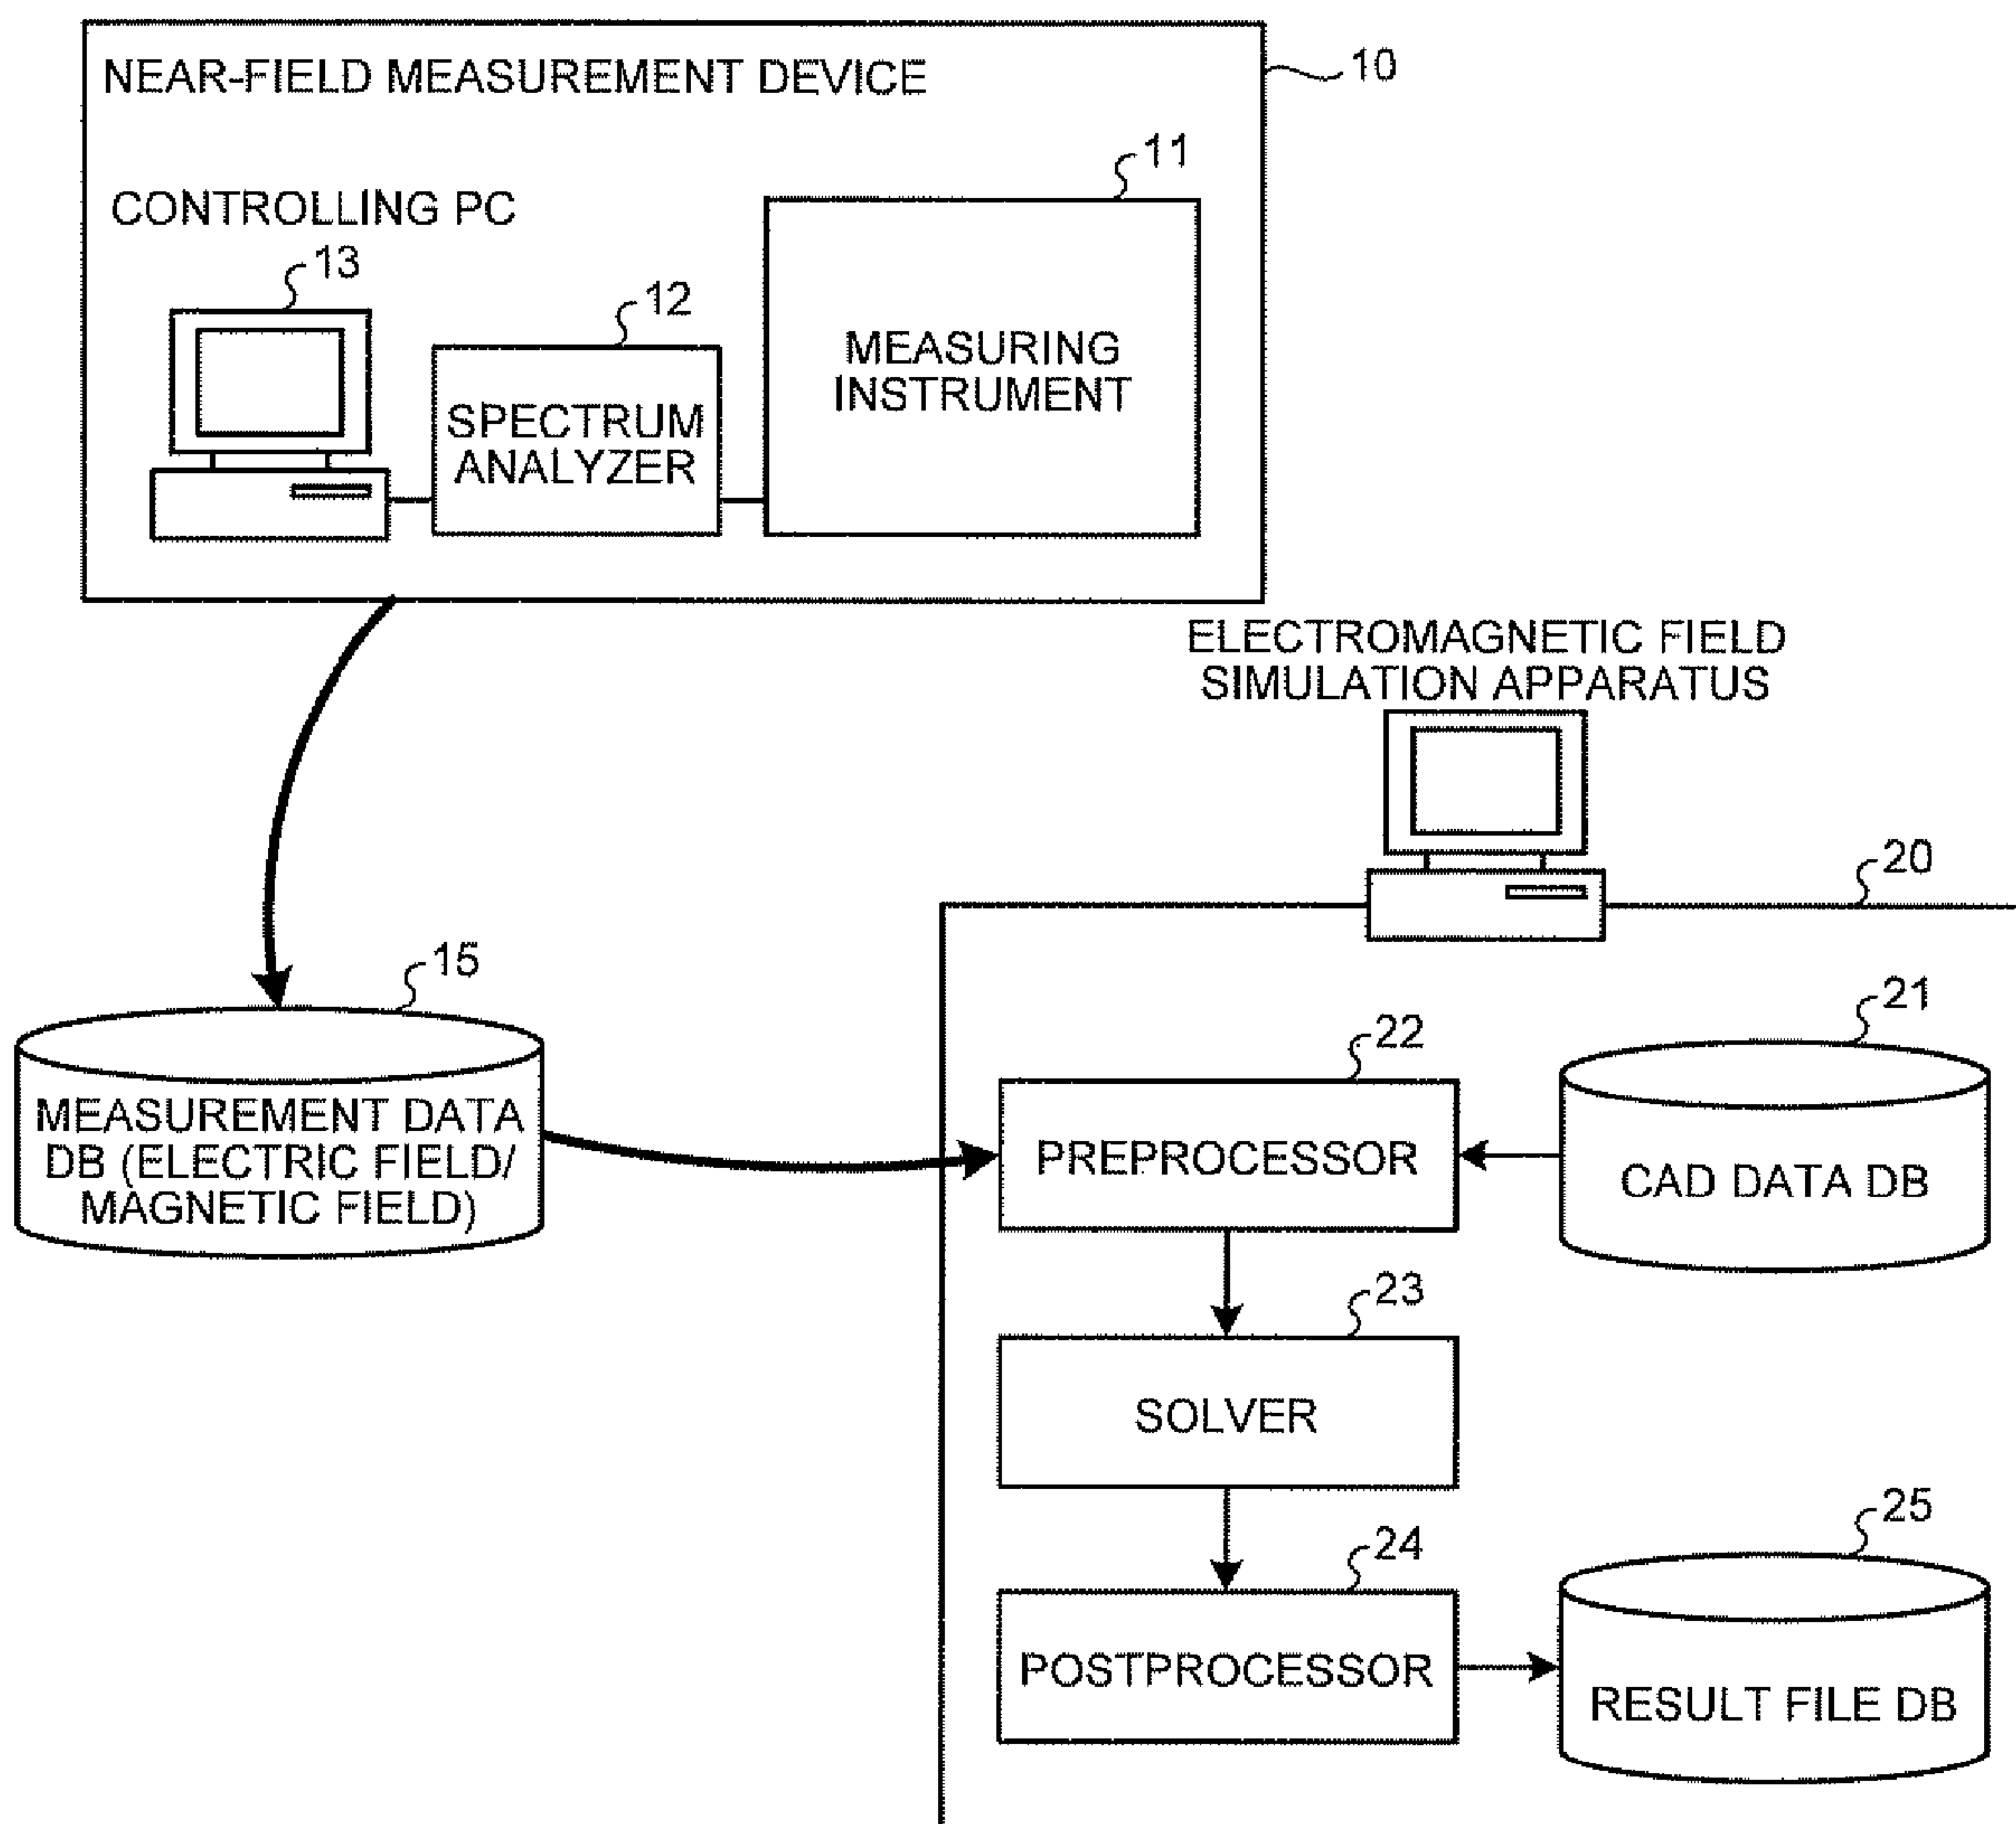 NEAR-FIELD MEASUREMENT DEVICE
10
11
CONTROLLING PC
13
12
MEASURING
INSTRUMENT
SPECTRUM
ANALYZER
ELECTROMAGNETIC FIELD
SIMULATION APPARATUS
20
15
21
22
MEASUREMENT DATA
DB (ELECTRIC FIELD/
MAGNETIC FIELD)
PREPROCESSOR
CAD DATA DB
23
SOLVER
25
24
POSTPROCESSOR
RESULT FILE DB